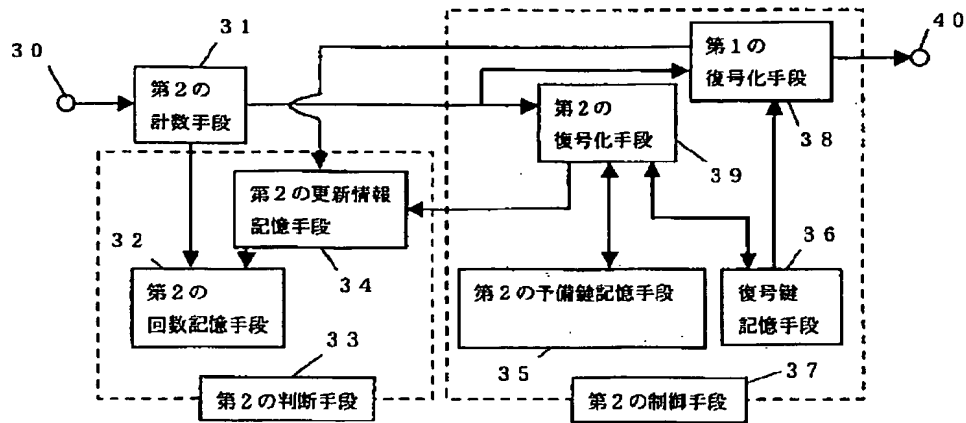 ３０
３１
第２の
計数手段
第１の
復号化手段
４０
３８
第２の
復号化手段
３９
第２の更新情報
記憶手段
３４
３２
第２の
回数記憶手段
第２の予備鍵記憶手段
３５
３６
復号鍵
記憶手段
３３
第２の判断手段
３７
第２の制御手段